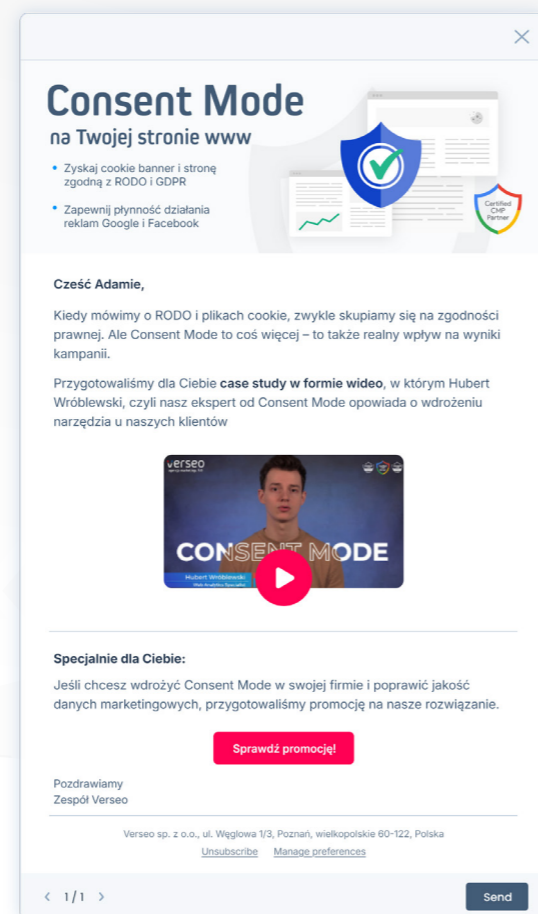 Consent Mode
na Twojej stronie www
Zyskaj cookie banner i stronę
zgodną z RODO i GDPR
Zapewnij płynność działania
reklam Google i Facebook
Certified
CMP
Partner
Cześć Adamie,
Kiedy mówimy o RODO i plikach cookie, zwykle skupiamy się na zgodności
prawnej. Ale Consent Mode to coś więcej – to także realny wpływ na wyniki
kampanii.
Przygotowaliśmy dla Ciebie case study w formie wideo, w którym Hubert
Wróblewski, czyli nasz ekspert od Consent Mode opowiada o wdrożeniu
narzędzia u naszych klientów
verseo
CONSENT MODE
Hubert Wróblewski
Web Analytics Specialist
Specjalnie dla Ciebie:
Jeśli chcesz wdrożyć Consent Mode w swojej firmie i poprawić jakość
danych marketingowych, przygotowaliśmy promocję na nasze rozwiązanie.
Sprawdź promocję!
Pozdrawiamy
Zespół Verseo
Verseo sp. z o.o., ul. Węglowa 1/3, Poznań, wielkopolskie 60-122, Polska
Unsubscribe Manage preferences
1/1
Send